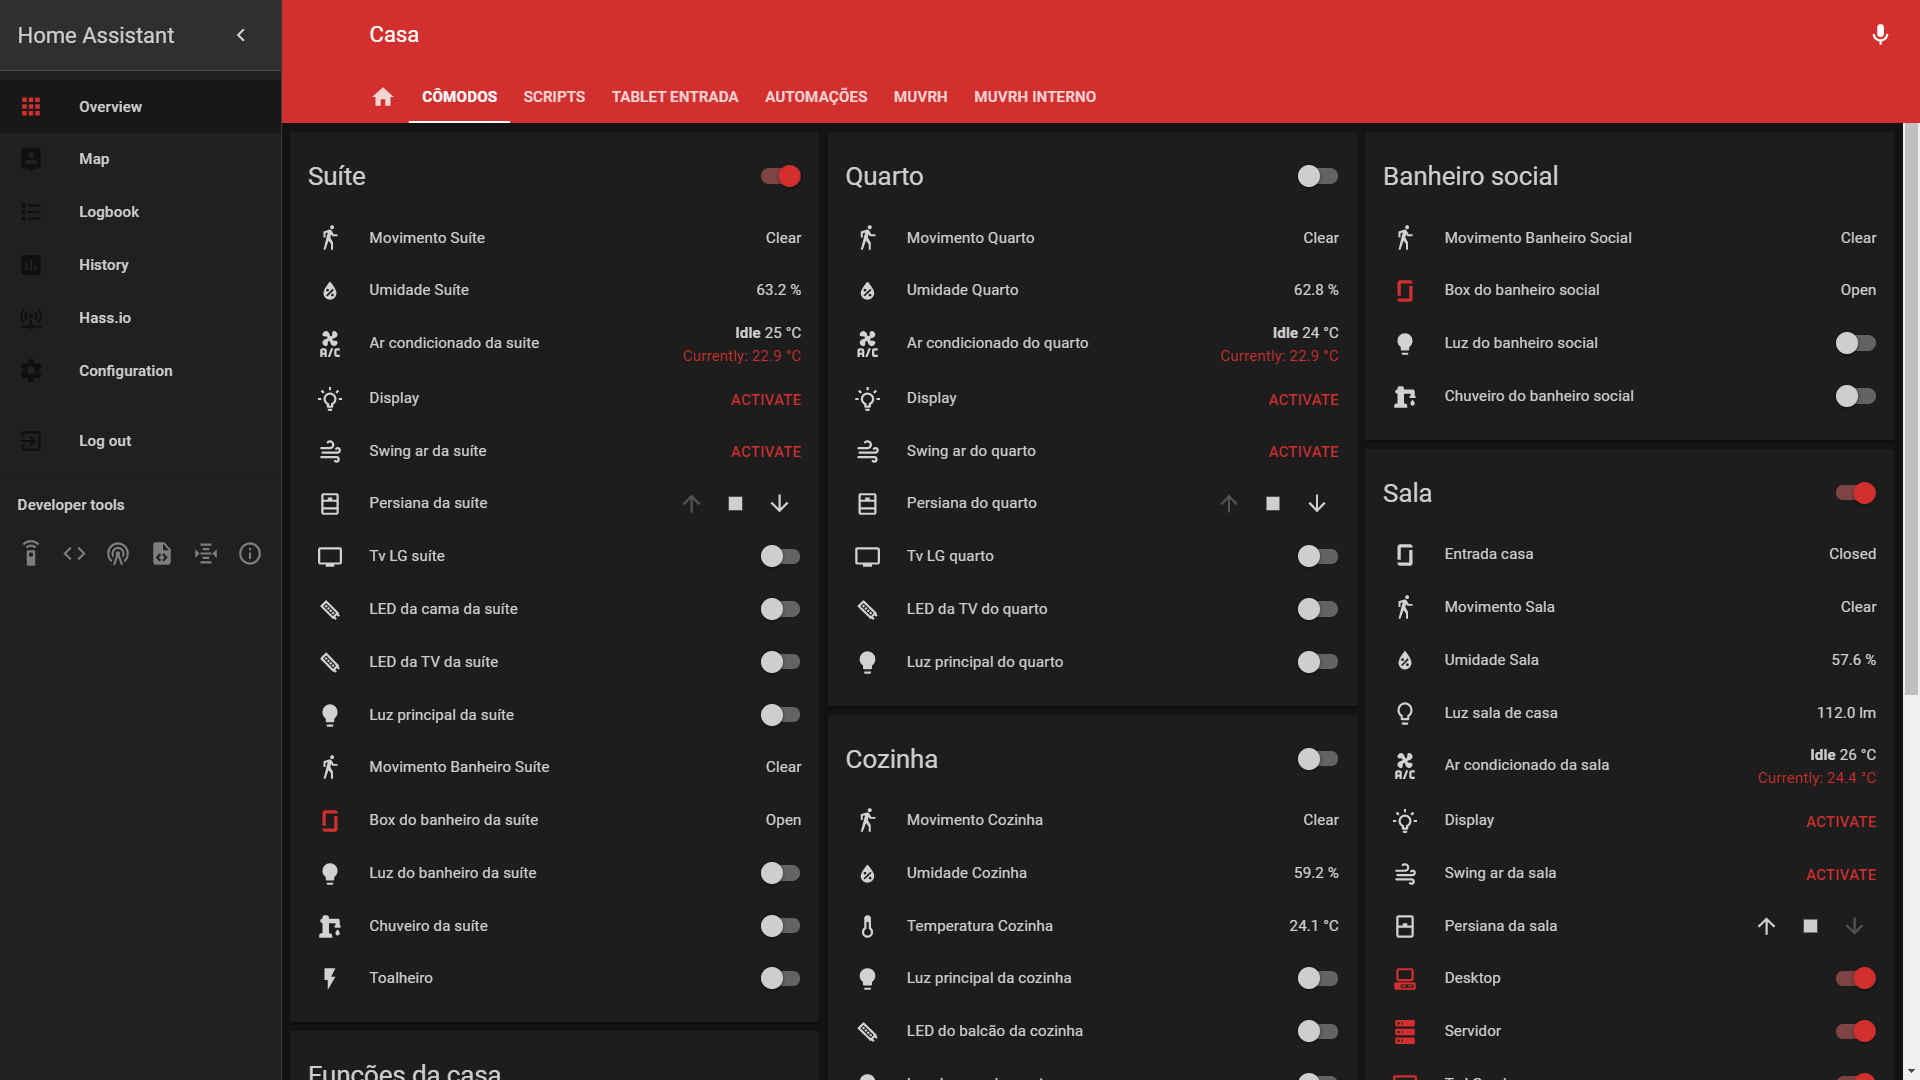 Home Assistant
Overview
Map
Logbook
History
Hass.io
Configuration
Log out
Developer tools
Casa
CÔMODOS SCRIPTS TABLET ENTRADA AUTOMAÇÕES MUVRH MUVRH INTERNO
Suíte
Movimento Suíte Clear
Umidade Suíte 63.2 %
Ar condicionado da suite Idle 25 °C
Currently: 22.9 °C
Display ACTIVATE
Swing ar da suíte ACTIVATE
Persiana da suíte
Tv LG suíte
LED da cama da suíte
LED da TV da suíte
Luz principal da suíte
Movimento Banheiro Suíte Clear
Box do banheiro da suíte Open
Luz do banheiro da suíte
Chuveiro da suíte
Toalheiro
Funções da casa
Quarto
Movimento Quarto Clear
Umidade Quarto 62.8 %
Ar condicionado do quarto Idle 24 °C
Currently: 22.9 °C
Display ACTIVATE
Swing ar do quarto ACTIVATE
Persiana do quarto
Tv LG quarto
LED da TV do quarto
Luz principal do quarto
Cozinha
Movimento Cozinha Clear
Umidade Cozinha 59.2 %
Temperatura Cozinha 24.1 °C
Luz principal da cozinha
LED do balcão da cozinha
Banheiro social
Movimento Banheiro Social Clear
Box do banheiro social Open
Luz do banheiro social
Chuveiro do banheiro social
Sala
Entrada casa Closed
Movimento Sala Clear
Umidade Sala 57.6 %
Luz sala de casa 112.0 lm
Ar condicionado da sala Idle 26 °C
Currently: 24.4 °C
Display ACTIVATE
Swing ar da sala ACTIVATE
Persiana da sala
Desktop
Servidor